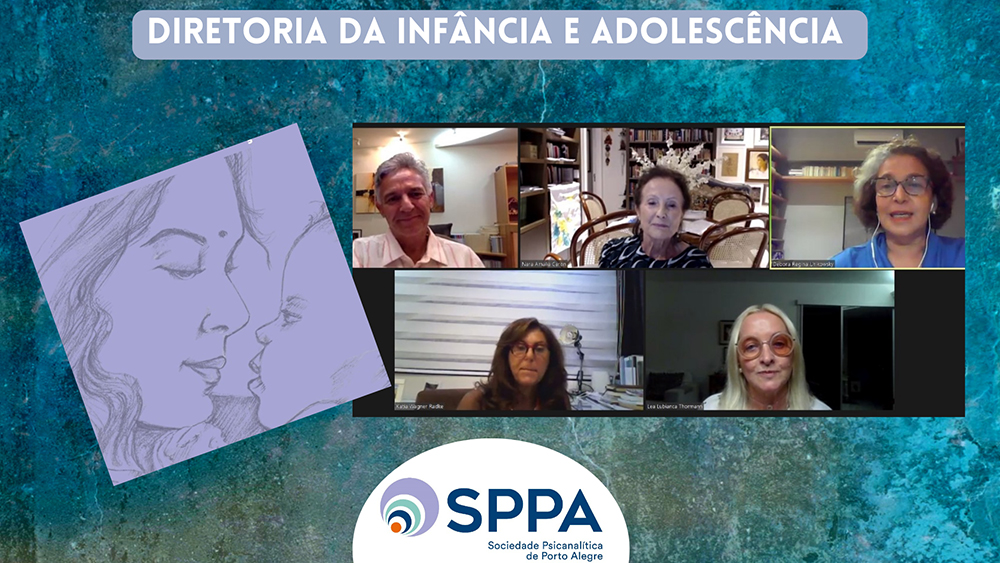 DIRETORIA DA INFÂNCIA E ADOLESCÊNCIA
Nara Amália Caron
Débora Regina Unikowsky
Katia Wagner Radke
Lea Lubianca Thormann
SPPA
Sociedade Psicanalítica
de Porto Alegre